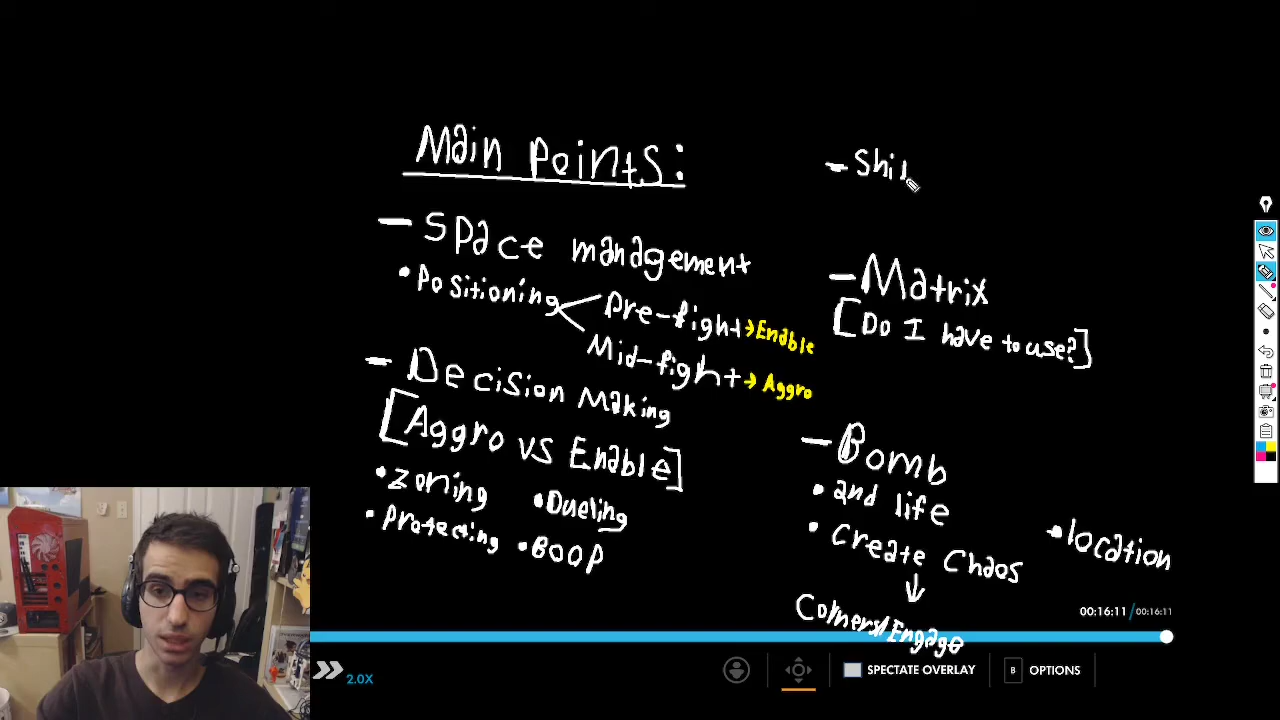 Main Points:
- Space management
• Positioning
Pre-fight → Enable
Mid-fight → Aggro
- Decision Making
[Aggro vs Enable]
• Zoning • Dueling
• Protecting • BOOP
- Shi
- Matrix
[Do I have to use?]
- Bomb
• 2nd life
• Create Chaos
• location
↓
Corners/Engage
00:16:11/00:16:11
2.0X
SPECTATE OVERLAY
B OPTIONS